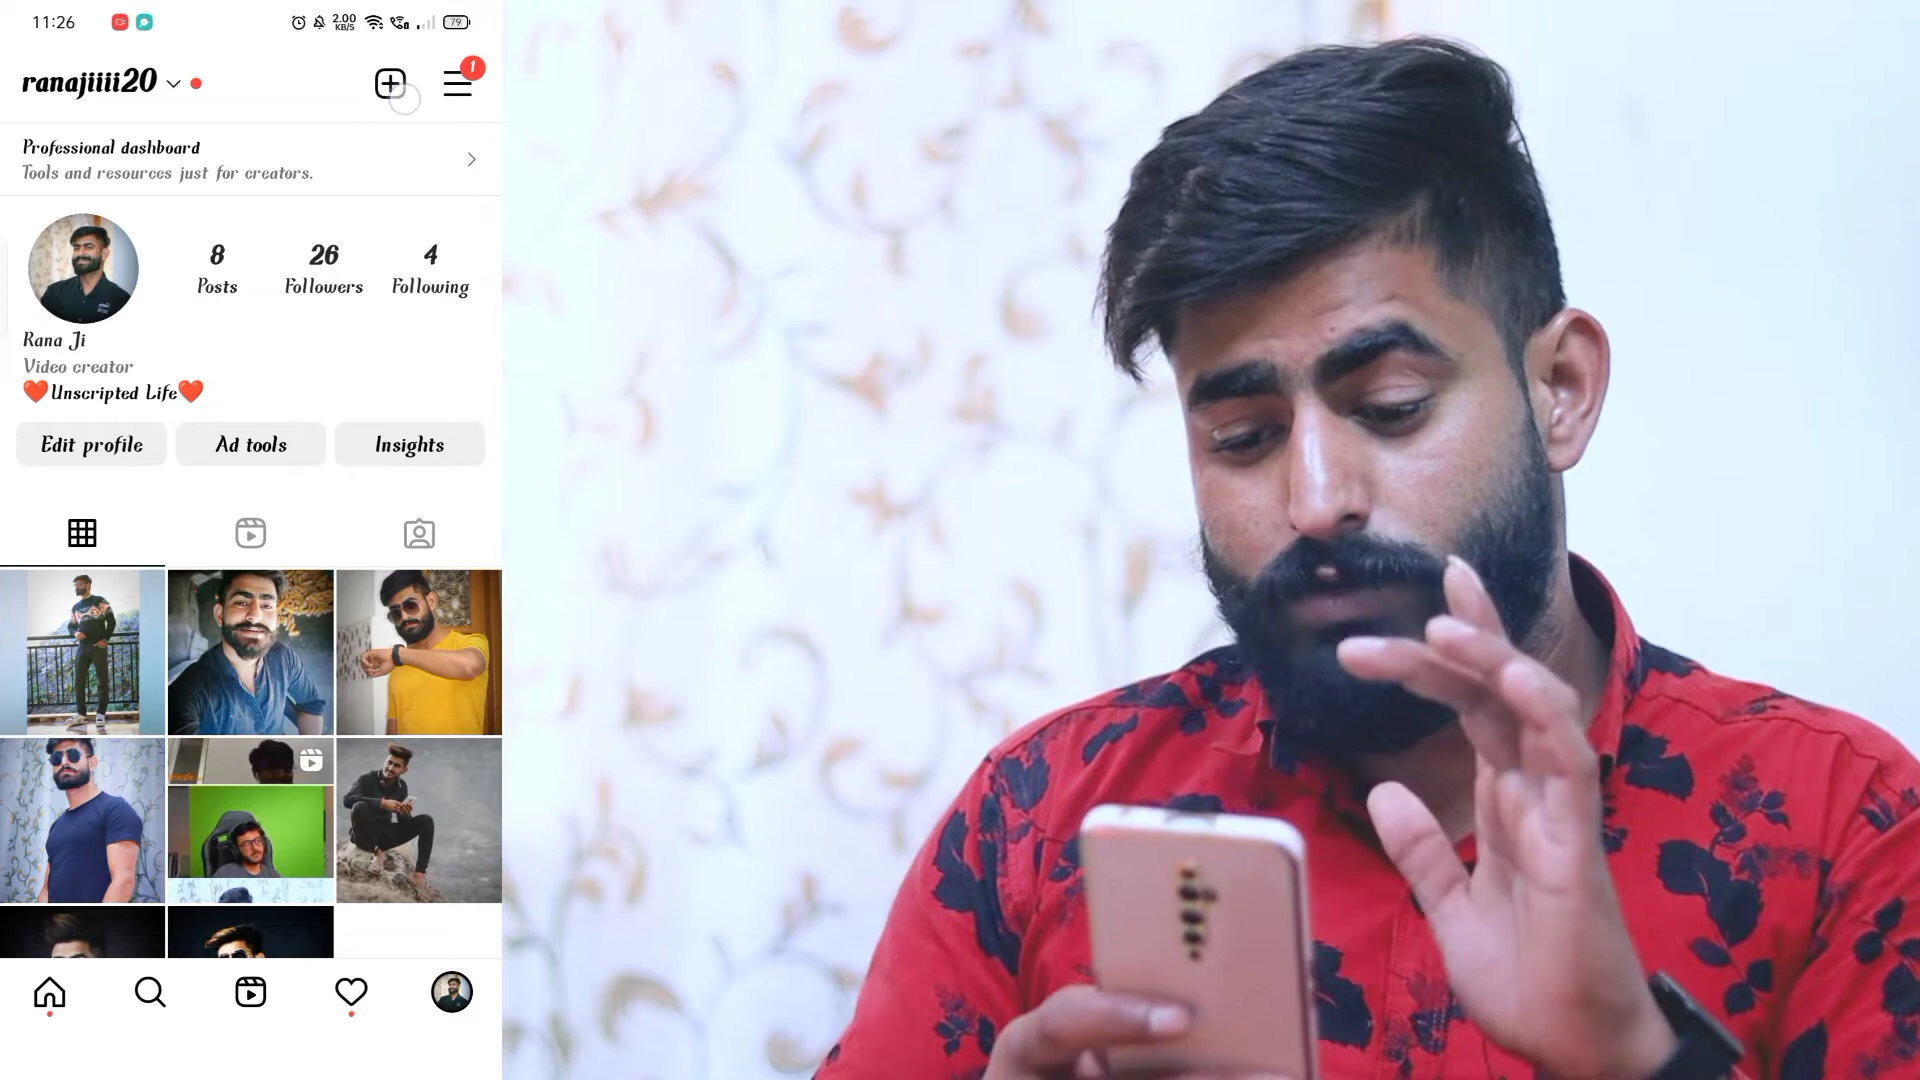 11:26
2.00
KB/S
79
ranajiiii20
1
Professional dashboard
Tools and resources just for creators.
8
26
4
Posts
Followers
Following
Rana Ji
Video creator
❤️Unscripted Life❤️
Edit profile
Ad tools
Insights